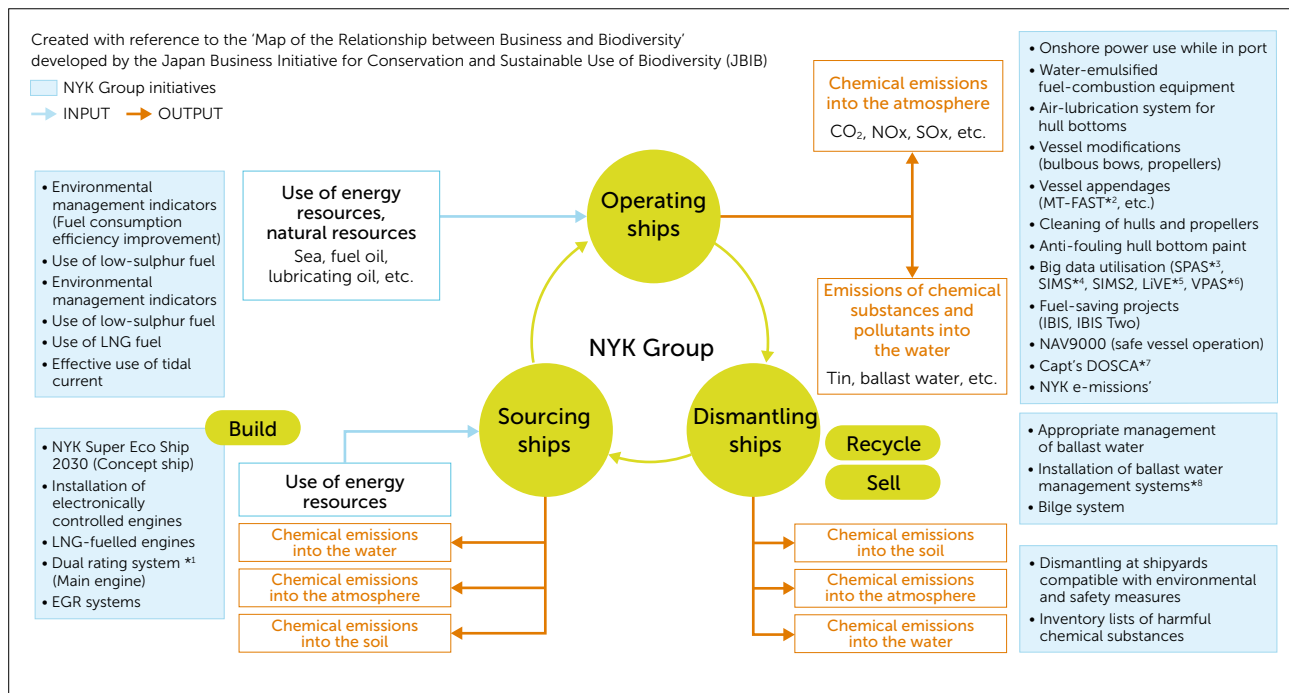 Created with reference to the ‘Map of the Relationship between Business and Biodiversity’
developed by the Japan Business Initiative for Conservation and Sustainable Use of Biodiversity (JBIB)
NYK Group initiatives
INPUT
OUTPUT
• Environmental
management indicators
(Fuel consumption
efficiency improvement)
• Use of low-sulphur fuel
• Environmental
management indicators
• Use of low-sulphur fuel
• Use of LNG fuel
• Effective use of tidal
current
Use of energy
resources,
natural resources
Sea, fuel oil,
lubricating oil, etc.
Operating
ships
Chemical emissions
into the atmosphere
CO₂, NOx, SOx, etc.
Emissions of chemical
substances and
pollutants into
the water
Tin, ballast water, etc.
• Onshore power use while in port
• Water-emulsified
fuel-combustion equipment
• Air-lubrication system for
hull bottoms
• Vessel modifications
(bulbous bows, propellers)
• Vessel appendages
(MT-FAST*², etc.)
• Cleaning of hulls and propellers
• Anti-fouling hull bottom paint
• Big data utilisation (SPAS*³,
SIMS*⁴, SIMS2, LiVE*⁵, VPAS*⁶)
• Fuel-saving projects
(IBIS, IBIS Two)
• NAV9000 (safe vessel operation)
• Capt’s DOSCA*⁷
• NYK e-missions’
NYK Group
Build
Sourcing
ships
Dismantling
ships
Recycle
Sell
• NYK Super Eco Ship
2030 (Concept ship)
• Installation of
electronically
controlled engines
• LNG-fuelled engines
• Dual rating system *¹
(Main engine)
• EGR systems
Use of energy
resources
Chemical emissions
into the water
Chemical emissions
into the atmosphere
Chemical emissions
into the soil
Chemical emissions
into the soil
Chemical emissions
into the atmosphere
Chemical emissions
into the water
• Appropriate management
of ballast water
• Installation of ballast water
management systems*⁸
• Bilge system
• Dismantling at shipyards
compatible with environmental
and safety measures
• Inventory lists of harmful
chemical substances